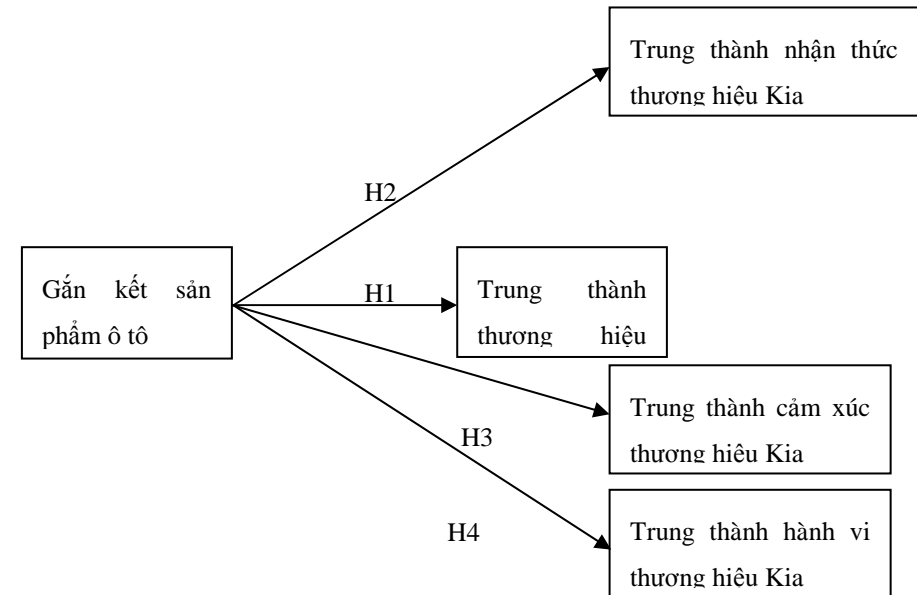 Trung thành nhận thức
thương hiệu Kia
H2
Gắn kết sản
phẩm ô tô
H1
Trung thành
thương hiệu
Trung thành cảm xúc
thương hiệu Kia
H3
H4
Trung thành hành vi
thương hiệu Kia